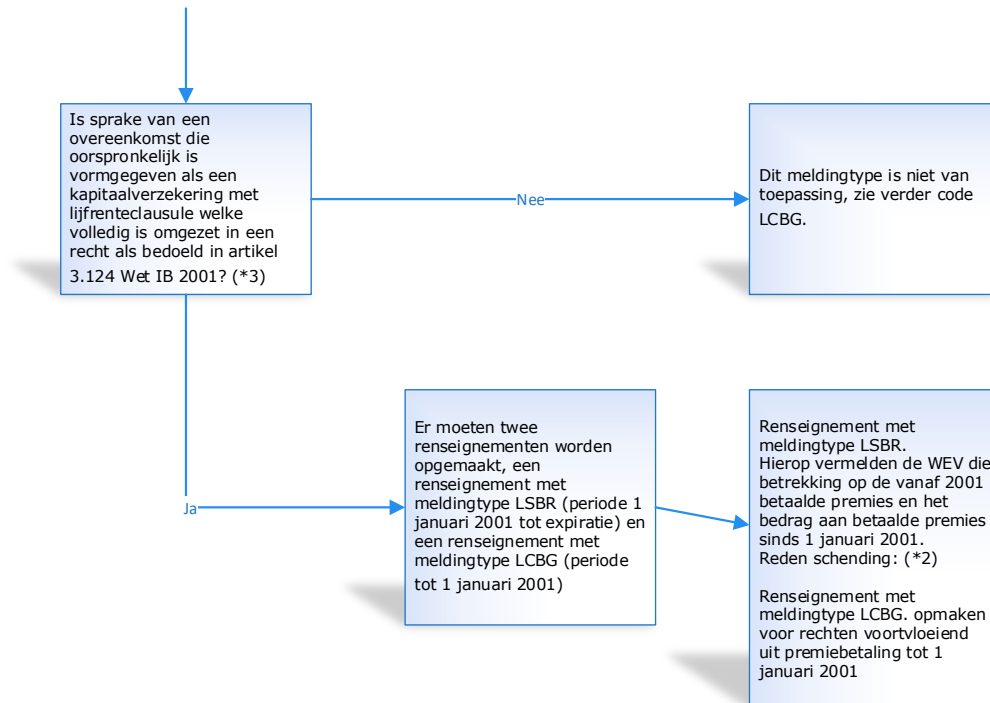 Is sprake van een
overeenkomst die
oorspronkelijk is
vormgegeven als een
kapitaalverzekering met
lijfrenteclausule welke
volledig is omgezet in een
recht als bedoeld in artikel
3.124 Wet IB 2001? (*3)
Nee
Dit meldingtype is niet van
toepassing, zie verder code
LCBG.
Ja
Er moeten twee
renseignementen worden
opgemaakt, een
renseignement met
meldingtype LSBR (periode 1
januari 2001 tot expiratie) en
een renseignement met
meldingtype LCBG (periode
tot 1 januari 2001)
Renseignement met
meldingtype LSBR.
Hierop vermelden de WEV die
betrekking op de vanaf 2001
betaalde premies en het
bedrag aan betaalde premies
sinds 1 januari 2001.
Reden schending: (*2)
Renseignement met
meldingtype LCBG. opmaken
voor rechten voortvloeiend
uit premiebetaling tot 1
januari 2001